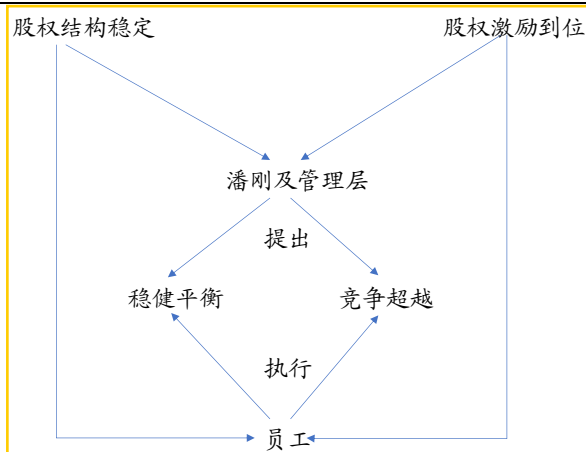 股权结构稳定
股权激励到位
潘刚及管理层
提出
稳健平衡
竞争超越
执行
员工